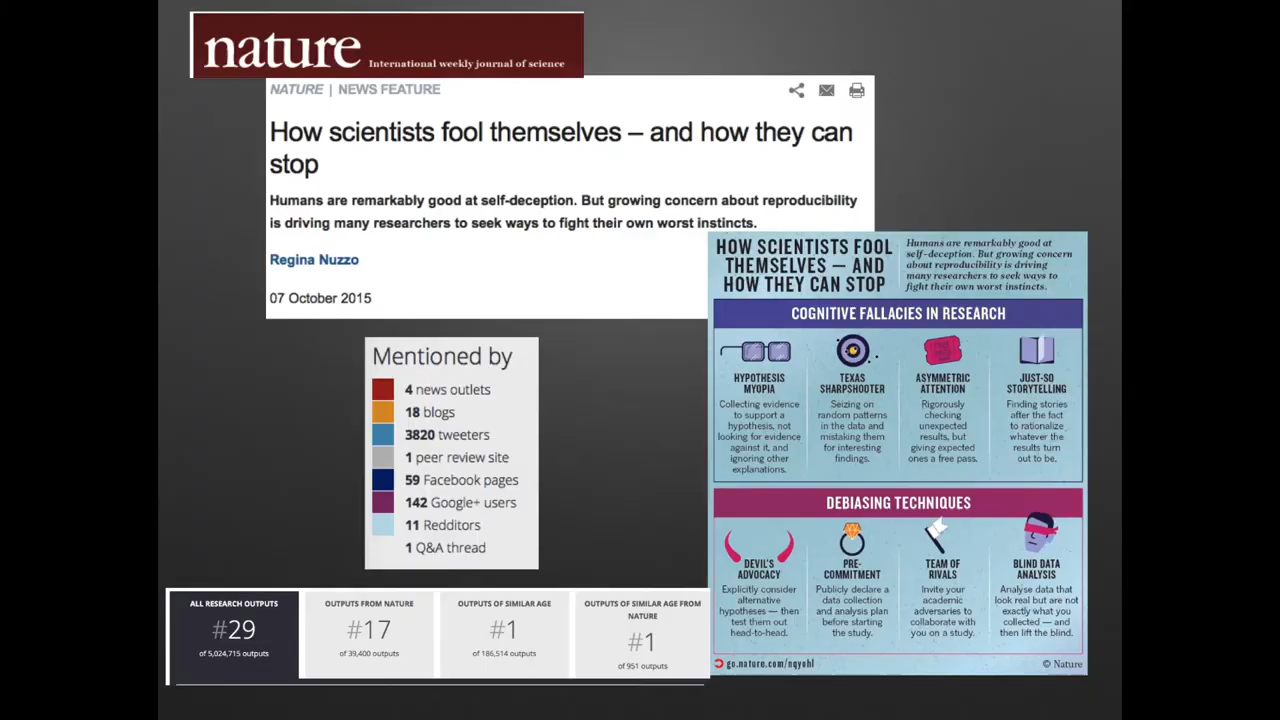 nature International weekly journal of science
NATURE | NEWS FEATURE
How scientists fool themselves – and how they can
stop
Humans are remarkably good at self-deception. But growing concern about reproducibility
is driving many researchers to seek ways to fight their own worst instincts.
Regina Nuzzo
07 October 2015
Mentioned by
4 news outlets
18 blogs
3820 tweeters
1 peer review site
59 Facebook pages
142 Google+ users
11 Redditors
1 Q&A thread
ALL RESEARCH OUTPUTS
#29
of 5,024,715 outputs
OUTPUTS FROM NATURE
#17
of 39,400 outputs
OUTPUTS OF SIMILAR AGE
#1
of 186,514 outputs
OUTPUTS OF SIMILAR AGE FROM
NATURE
#1
of 951 outputs
HOW SCIENTISTS FOOL
THEMSELVES — AND
HOW THEY CAN STOP
Humans are remarkably good at
self-deception. But growing concern
about reproducibility is driving
many researchers to seek ways to
fight their own worst instincts.
COGNITIVE FALLACIES IN RESEARCH
HYPOTHESIS
MYOPIA
Collecting evidence
to support a
hypothesis, not
looking for evidence
against it, and
ignoring other
explanations.
TEXAS
SHARPSHOOTER
Seizing on
random patterns
in the data and
mistaking them
for interesting
findings.
ASYMMETRIC
ATTENTION
Rigorously
checking
unexpected
results, but
giving expected
ones a free pass.
JUST-SO
STORYTELLING
Finding stories
after the fact
to rationalize
whatever the
results turn
out to be.
DEBIASING TECHNIQUES
DEVIL'S
ADVOCACY
Explicitly consider
alternative
hypotheses — then
test them out
head-to-head.
PRE-
COMMITMENT
Publicly declare a
data collection
and analysis plan
before starting
the study.
TEAM OF
RIVALS
Invite your
academic
adversaries to
collaborate with
you on a study.
BLIND DATA
ANALYSIS
Analyse data that
look real but are not
exactly what you
collected — and
then lift the blind.
go.nature.com/nqyohl
© Nature